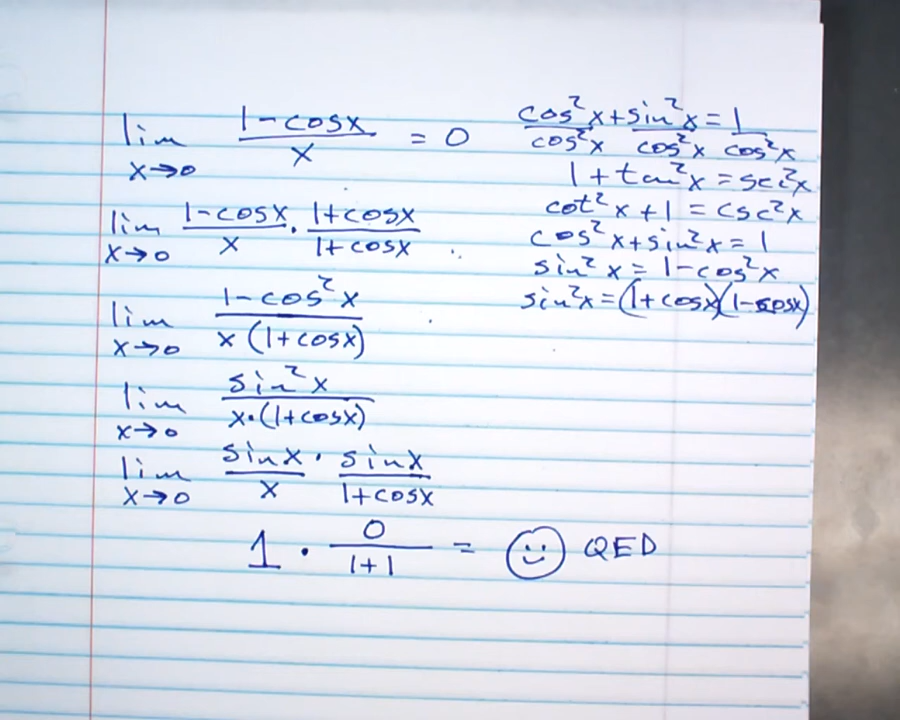 lim x→0 (1-cosx)/x = 0
lim x→0 (1-cosx)/x · (1+cosx)/(1+cosx)
lim x→0 (1-cos²x)/(x(1+cosx))
lim x→0 (sin²x)/(x·(1+cosx))
lim x→0 (sinx)/x · (sinx)/(1+cosx)
1 · 0/(1+1) = ☺ QED
(cos²x)/(cos²x) + (sin²x)/(cos²x) = 1/(cos²x)
1 + tan²x = sec²x
cot²x + 1 = csc²x
cos²x + sin²x = 1
sin²x = 1-cos²x
sin²x = (1+cosx)(1-cosx)